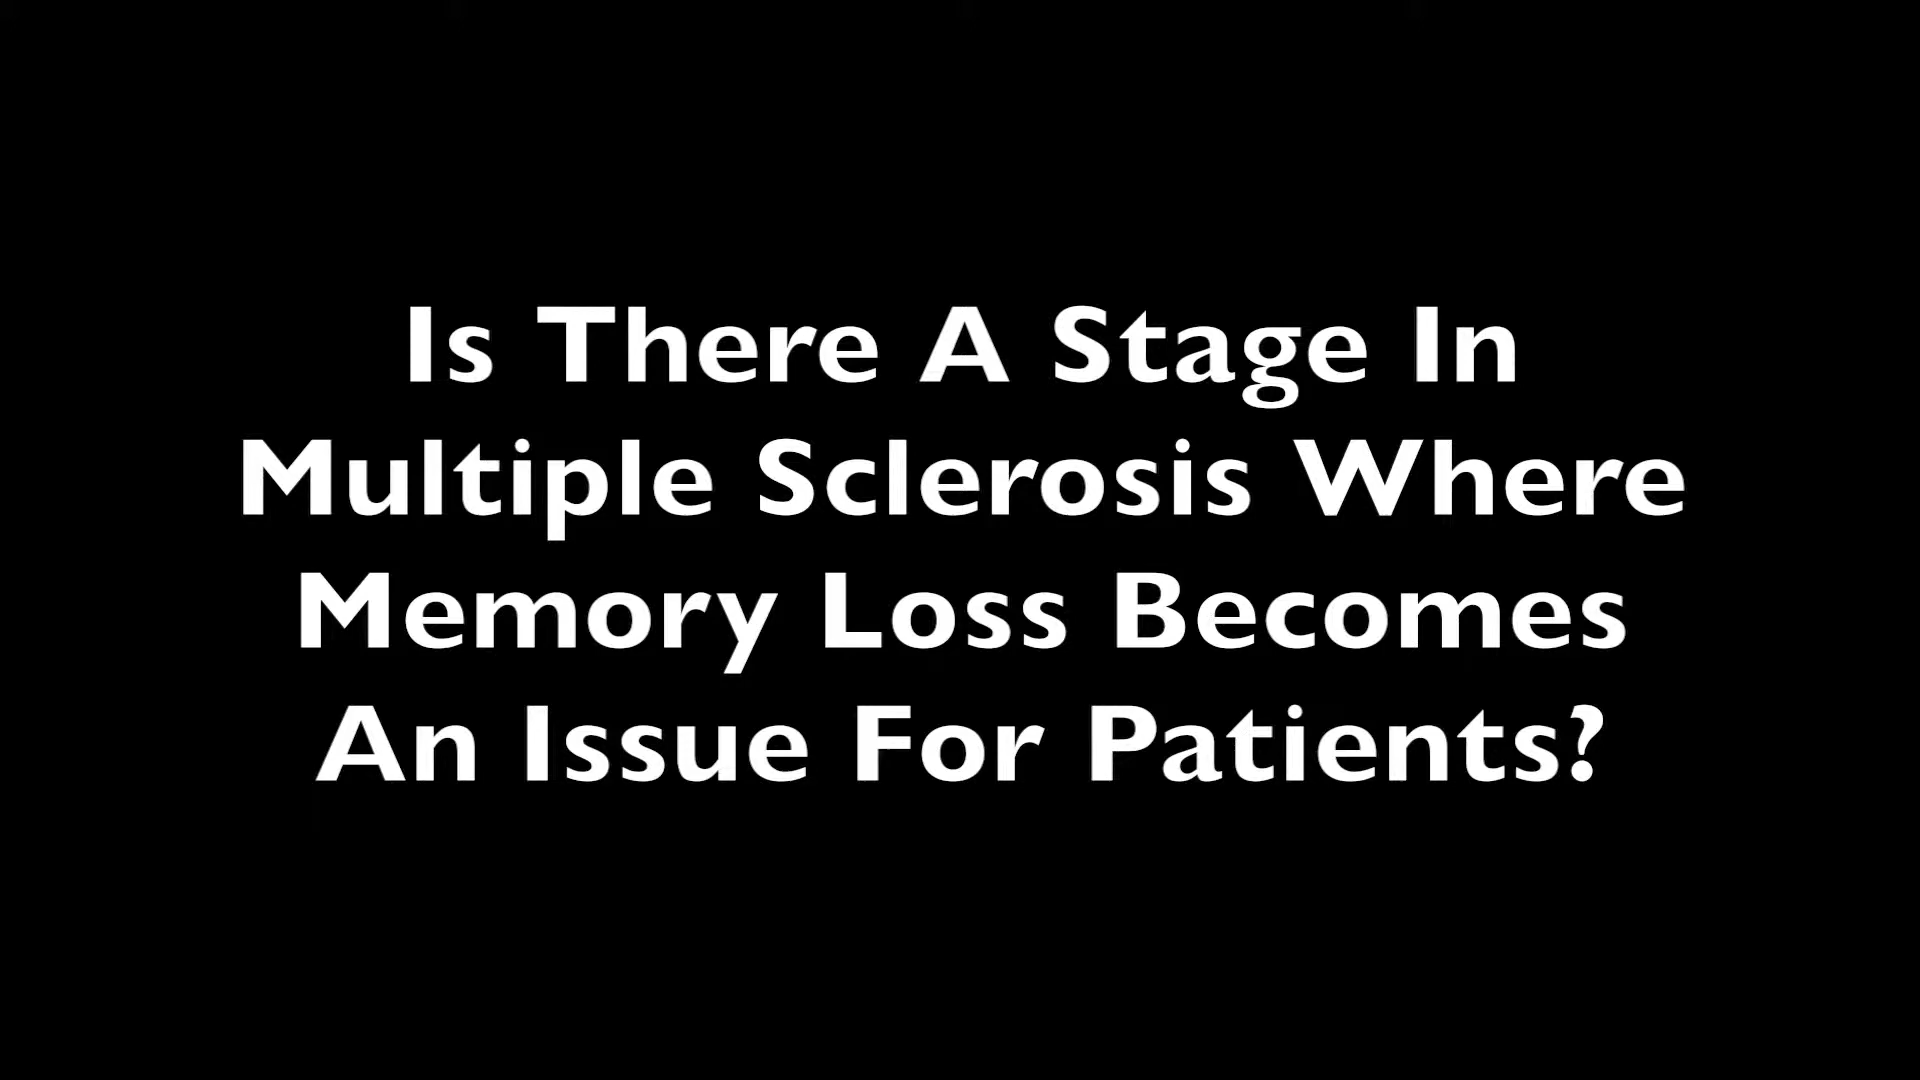 Is There A Stage In
Multiple Sclerosis Where
Memory Loss Becomes
An Issue For Patients?